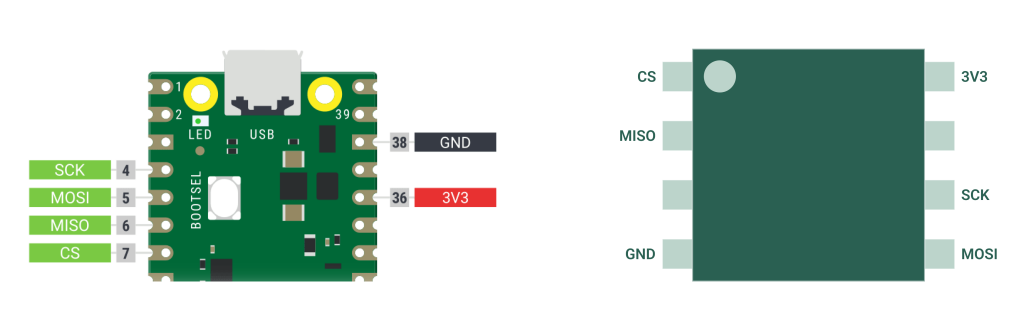 1
2
39
LED
USB
BOOTSEL
38 GND
SCK 4
MOSI 5
36 3V3
MISO 6
CS 7
CS
3V3
MISO
SCK
GND
MOSI